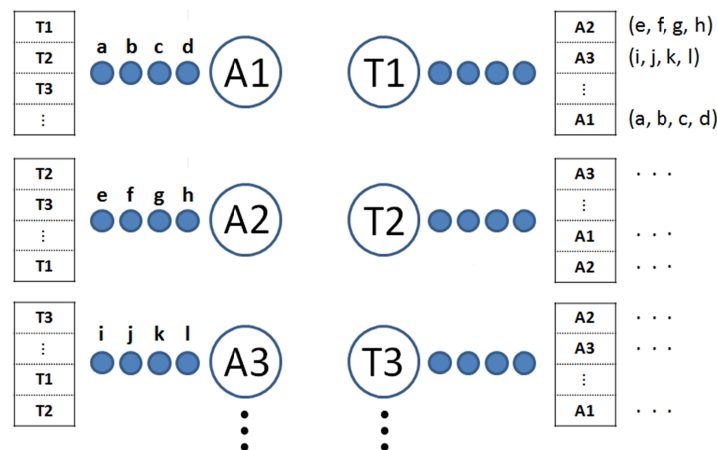 T1
T2
T3
⋮
a b c d
A1
T1
A2 (e, f, g, h)
A3 (i, j, k, l)
⋮
A1 (a, b, c, d)
T2
T3
⋮
T1
e f g h
A2
T2
A3 . . .
⋮
A1 . . .
A2 . . .
T3
⋮
T1
T2
i j k l
A3
T3
A2 . . .
A3 . . .
⋮
A1 . . .